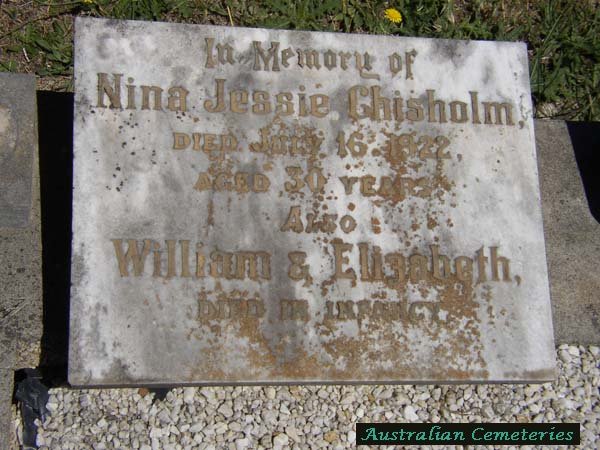 In Memory of
Nina Jessie Chisholm,
DIED JULY 16. 1922,
AGED 30 YEARS
ALSO
William & Elizabeth,
DIED IN INFANCY.
Australian Cemeteries